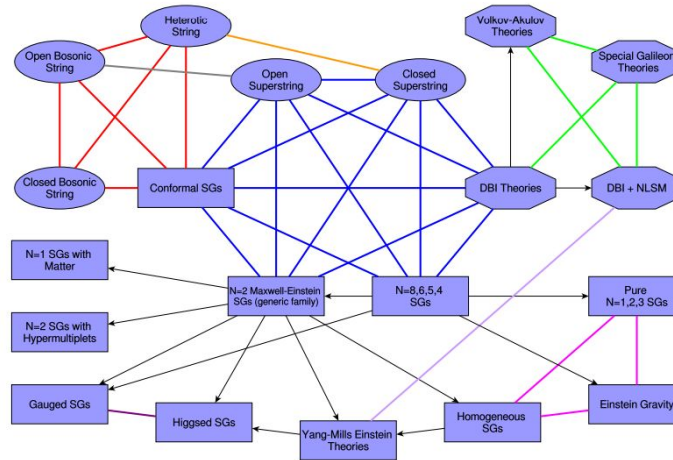 Heterotic
String
Volkov-Akulov
Theories
Open Bosonic
String
Special Galileon
Theories
Open
Superstring
Closed
Superstring
Closed Bosonic
String
Conformal SGs
DBI Theories
DBI + NLSM
N=1 SGs with
Matter
N=2 Maxwell-Einstein
SGs (generic family)
N=8,6,5,4
SGs
Pure
N=1,2,3 SGs
N=2 SGs with
Hypermultiplets
Gauged SGs
Higgsed SGs
Yang-Mills Einstein
Theories
Homogeneous
SGs
Einstein Gravity